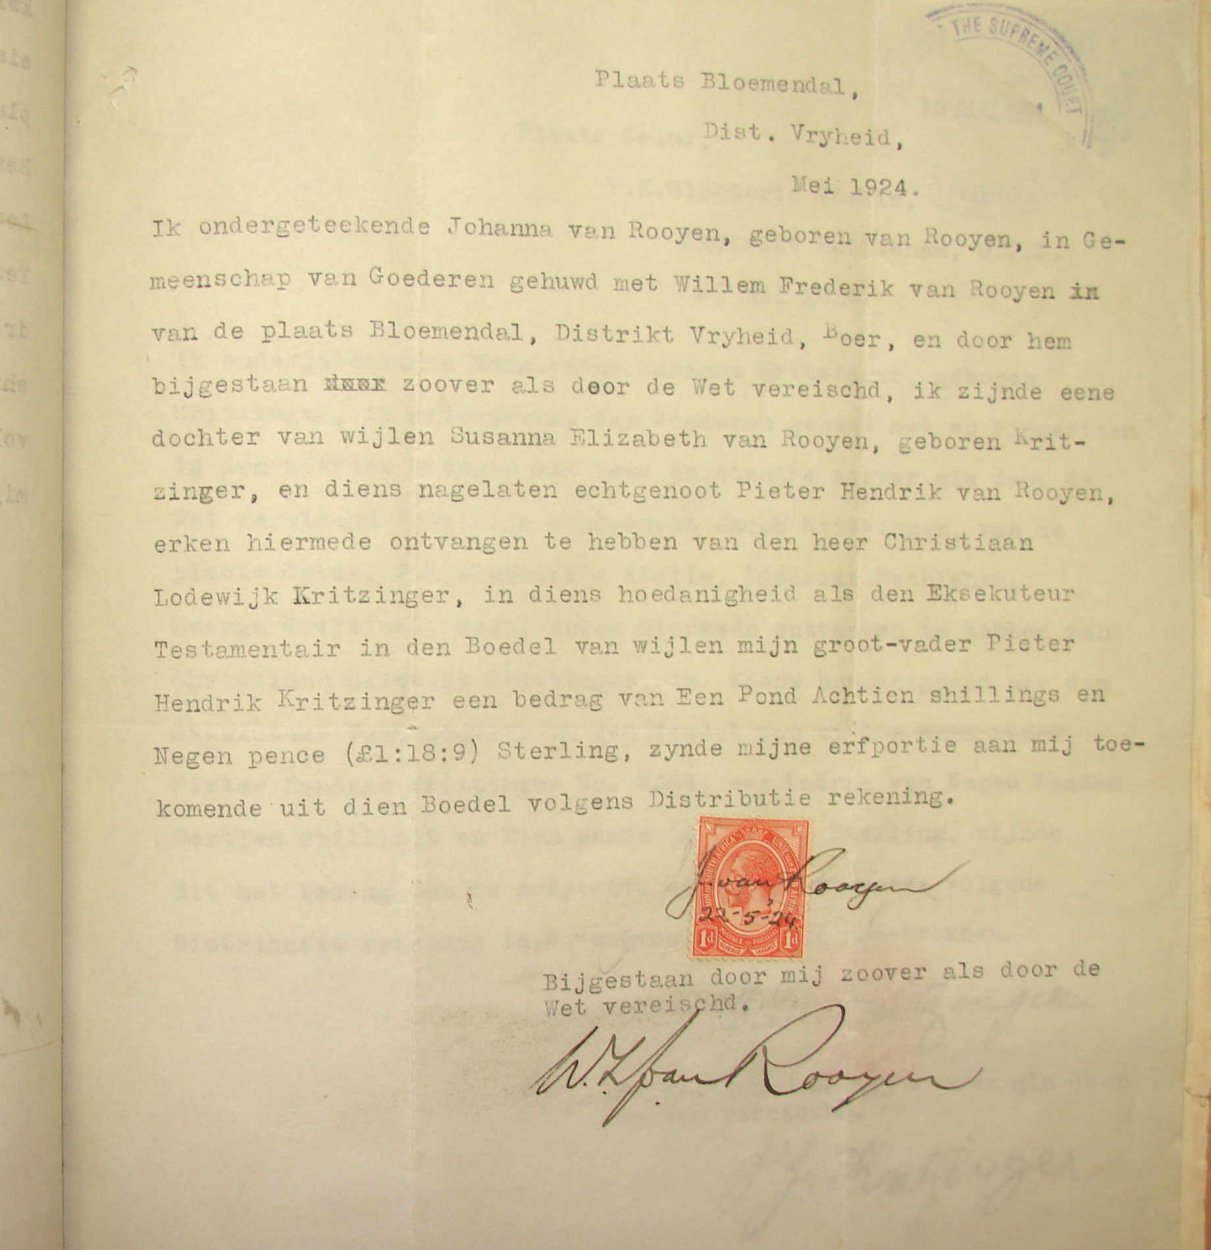 THE SUPREME COURT
Plaats Bloemendal,
Dist. Vryheid,
Mei 1924.
Ik ondergeteekende Johanna van Rooyen, geboren van Rooyen, in Ge-
meenschap van Goederen gehuwd met Willem Frederik van Rooyen in
van de plaats Bloemendal, Distrikt Vryheid, Boer, en door hem
bijgestaan door zoover als door de Wet vereischd, ik zijnde eene
dochter van wijlen Susanna Elizabeth van Rooyen, geboren Krit-
zinger, en diens nagelaten echtgenoot Pieter Hendrik van Rooyen,
erken hiermede ontvangen te hebben van den heer Christiaan
Lodewijk Kritzinger, in diens hoedanigheid als den Eksekuteur
Testamentair in den Boedel van wijlen mijn groot-vader Pieter
Hendrik Kritzinger een bedrag van Een Pond Achtien shillings en
Negen pence (£1:18:9) Sterling, zynde mijne erfportie aan mij toe-
komende uit dien Boedel volgens Distributie rekening.
J. van Rooyen
22-5-24
1d 1d
Bijgestaan door mij zoover als door de
Wet vereischd.
W. F. van Rooyen